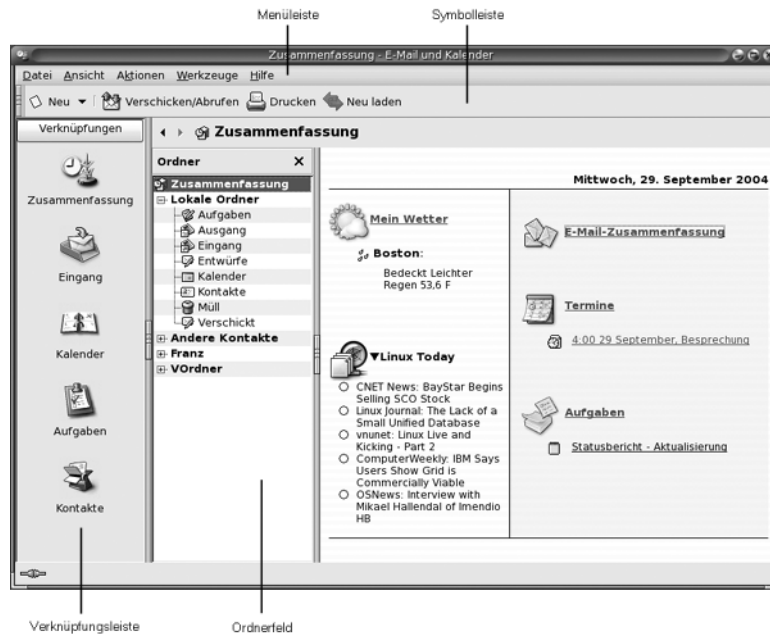 Menüleiste
Symbolleiste
Zusammenfassung - E-Mail und Kalender
Datei Ansicht Aktionen Werkzeuge Hilfe
Neu Verschicken/Abrufen Drucken Neu laden
Verknüpfungen
Zusammenfassung
Eingang
Kalender
Aufgaben
Kontakte
Zusammenfassung
Ordner
Zusammenfassung
Lokale Ordner
Aufgaben
Ausgang
Eingang
Entwürfe
Kalender
Kontakte
Müll
Verschickt
Andere Kontakte
Franz
VOrdner
Mittwoch, 29. September 2004
Mein Wetter
Boston:
Bedeckt Leichter
Regen 53,6 F
Linux Today
CNET News: BayStar Begins
Selling SCO Stock
Linux Journal: The Lack of a
Small Unified Database
vnunet: Linux Live and
Kicking - Part 2
ComputerWeekly: IBM Says
Users Show Grid is
Commercially Viable
OSNews: Interview with
Mikael Hallendal of Imendio
HB
E-Mail-Zusammenfassung
Termine
4:00 29 September, Besprechung
Aufgaben
Statusbericht - Aktualisierung
Verknüpfungsleiste
Ordnerfeld